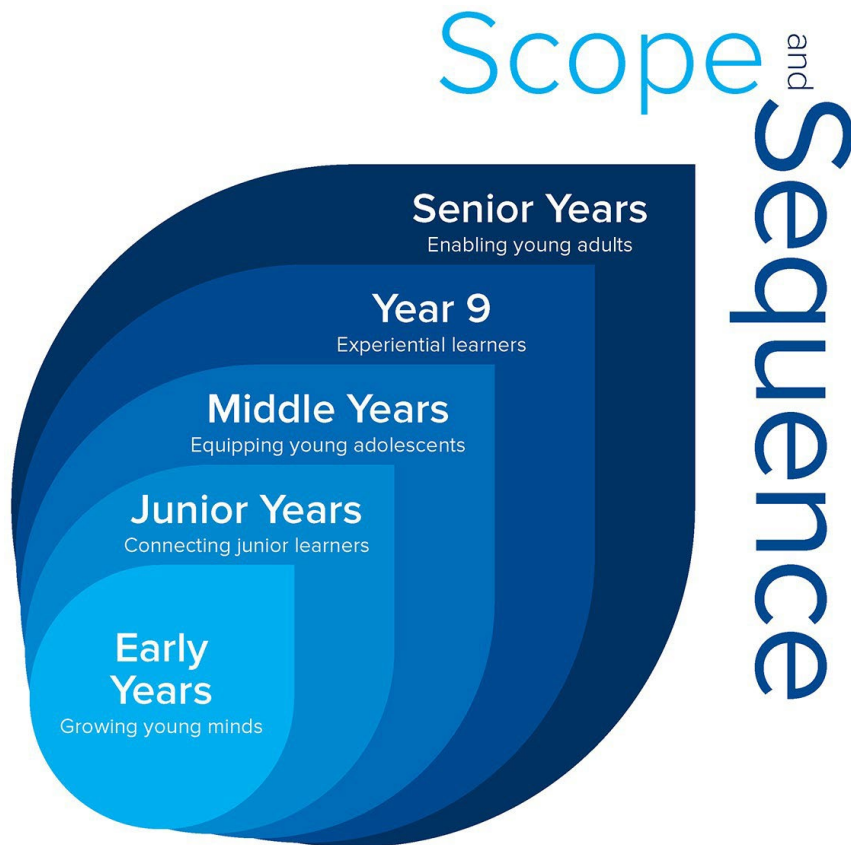 Scope
and
Sequence
Senior Years
Enabling young adults
Year 9
Experiential learners
Middle Years
Equipping young adolescents
Junior Years
Connecting junior learners
Early
Years
Growing young minds